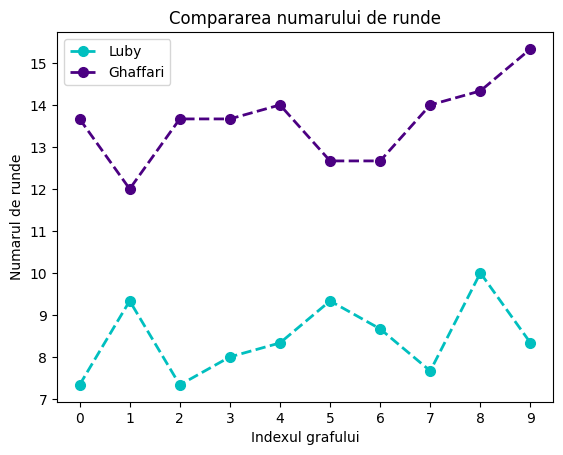 Compararea numarului de runde
Luby
Ghaffari
Numarul de runde
15
14
13
12
11
10
9
8
7
0 1 2 3 4 5 6 7 8 9
Indexul grafului